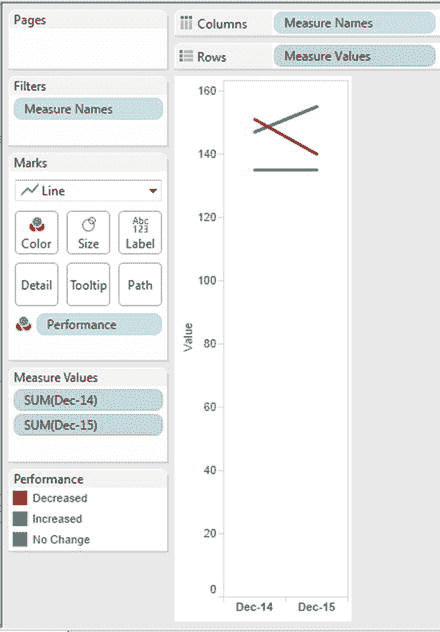 Pages
Columns
Measure Names
Rows
Measure Values
Filters
Measure Names
Marks
Line
Color
Size
Abc
123
Label
Detail
Tooltip
Path
Performance
Measure Values
SUM(Dec-14)
SUM(Dec-15)
Performance
Decreased
Increased
No Change
160
140
120
100
80
60
40
20
0
Value
Dec-14
Dec-15